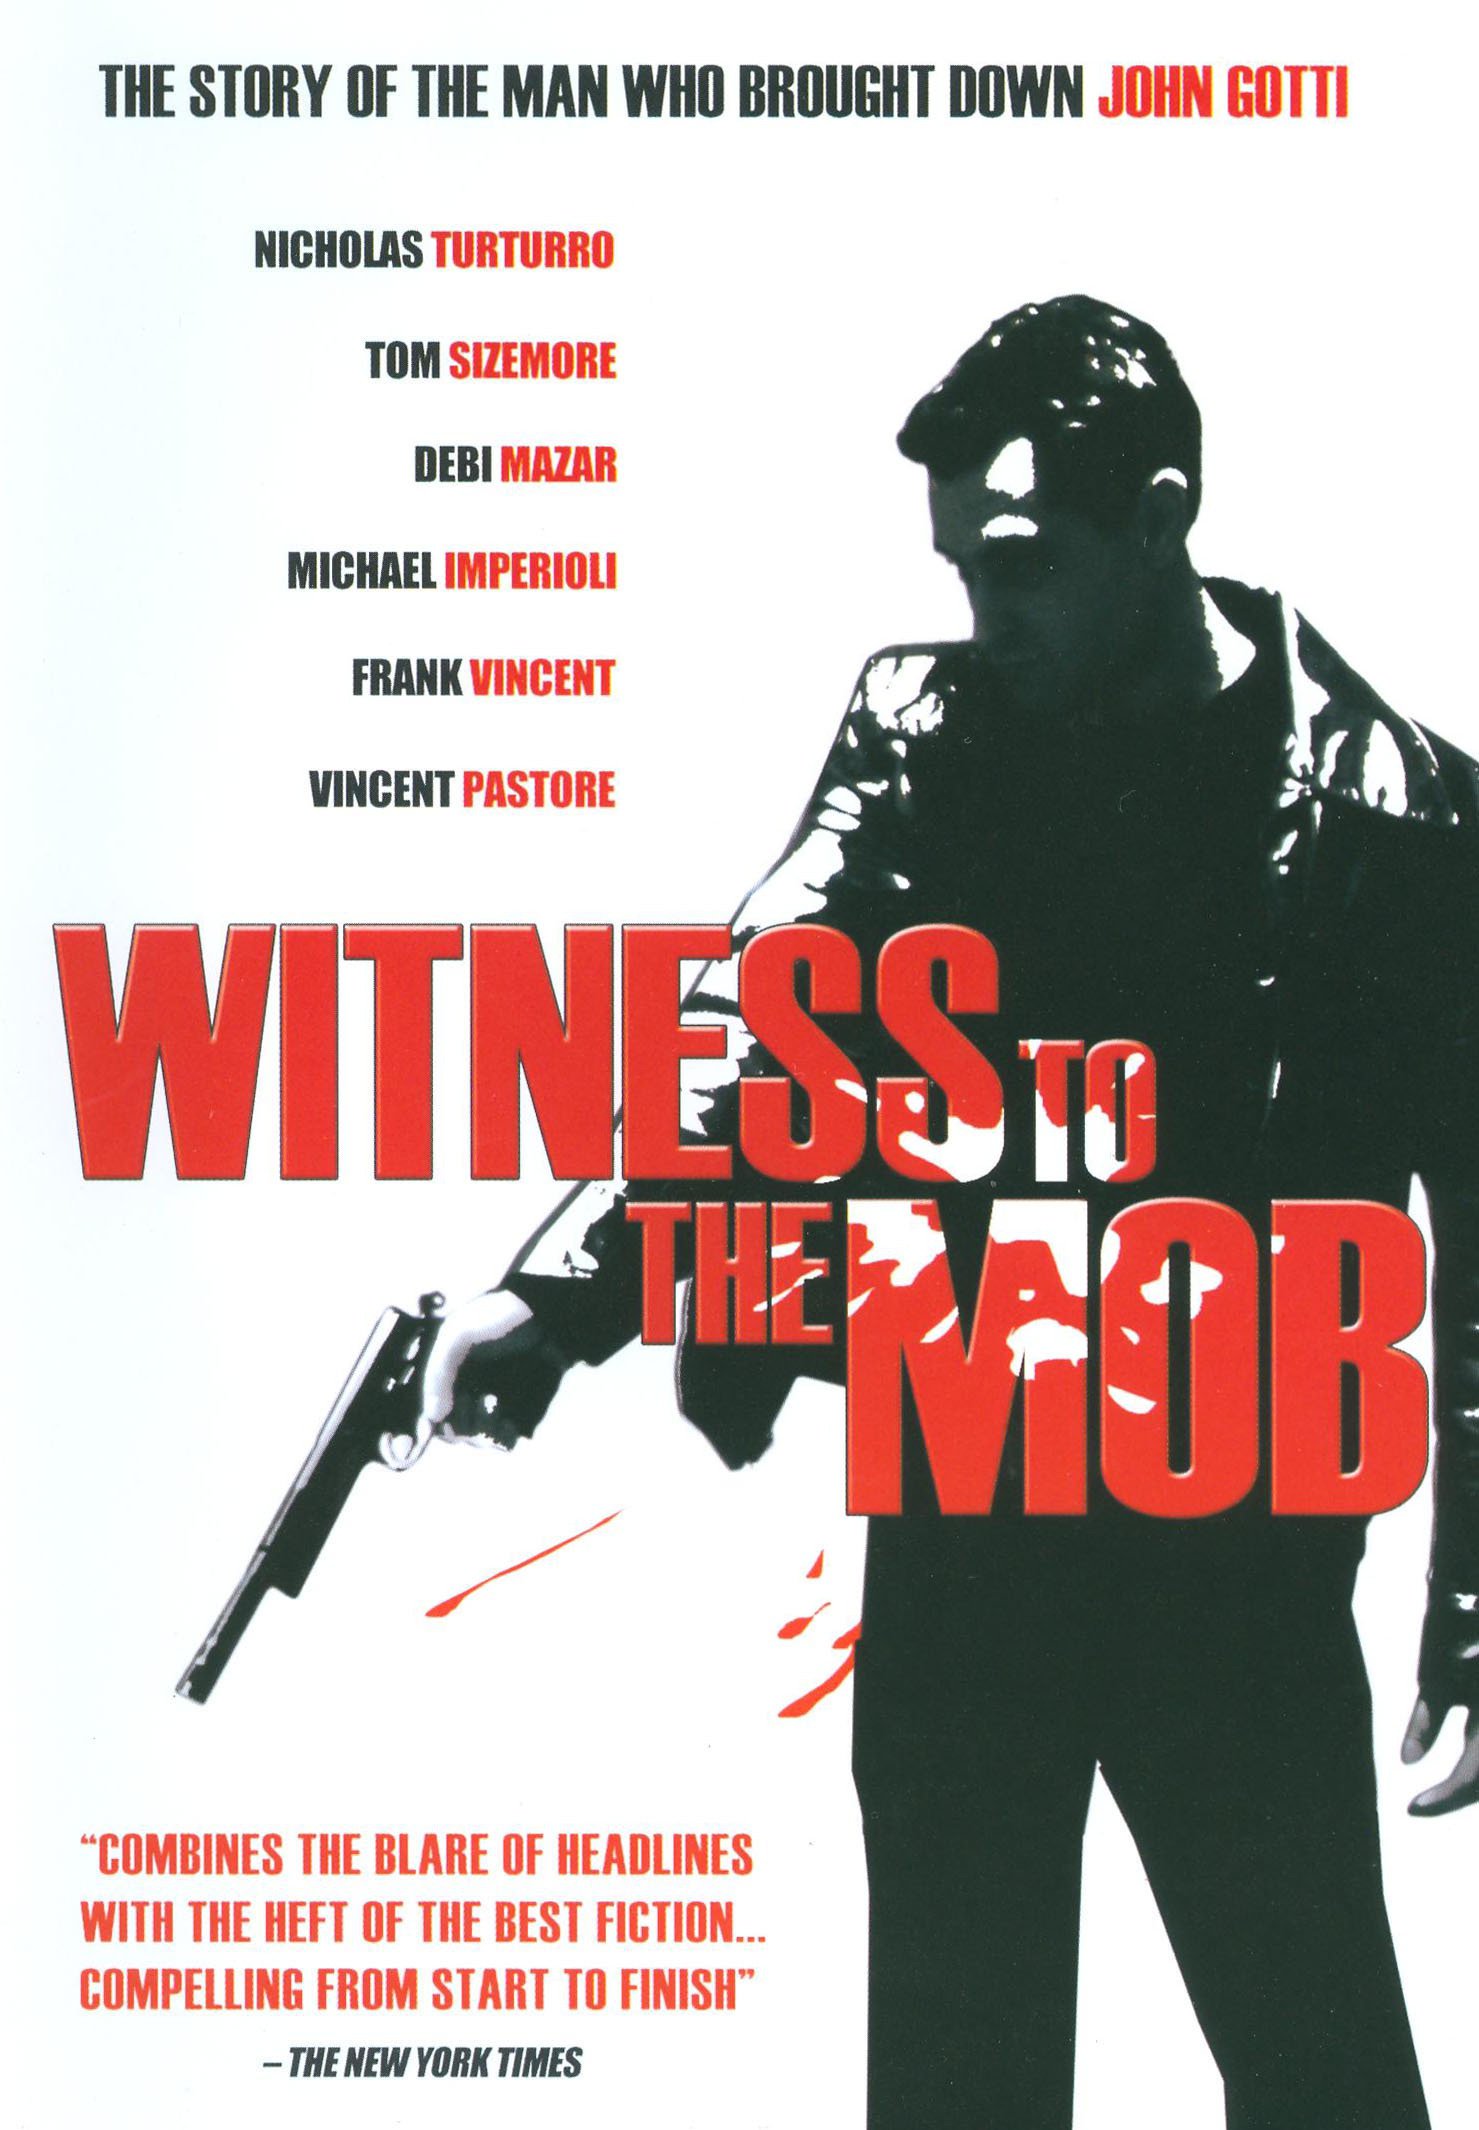 THE STORY OF THE MAN WHO BROUGHT DOWN JOHN GOTTI
NICHOLAS TURTURRO
TOM SIZEMORE
DEBI MAZAR
MICHAEL IMPERIOLI
FRANK VINCENT
VINCENT PASTORE
WITNESS TO
THE MOB
“COMBINES THE BLARE OF HEADLINES
WITH THE HEFT OF THE BEST FICTION...
COMPELLING FROM START TO FINISH”
– THE NEW YORK TIMES